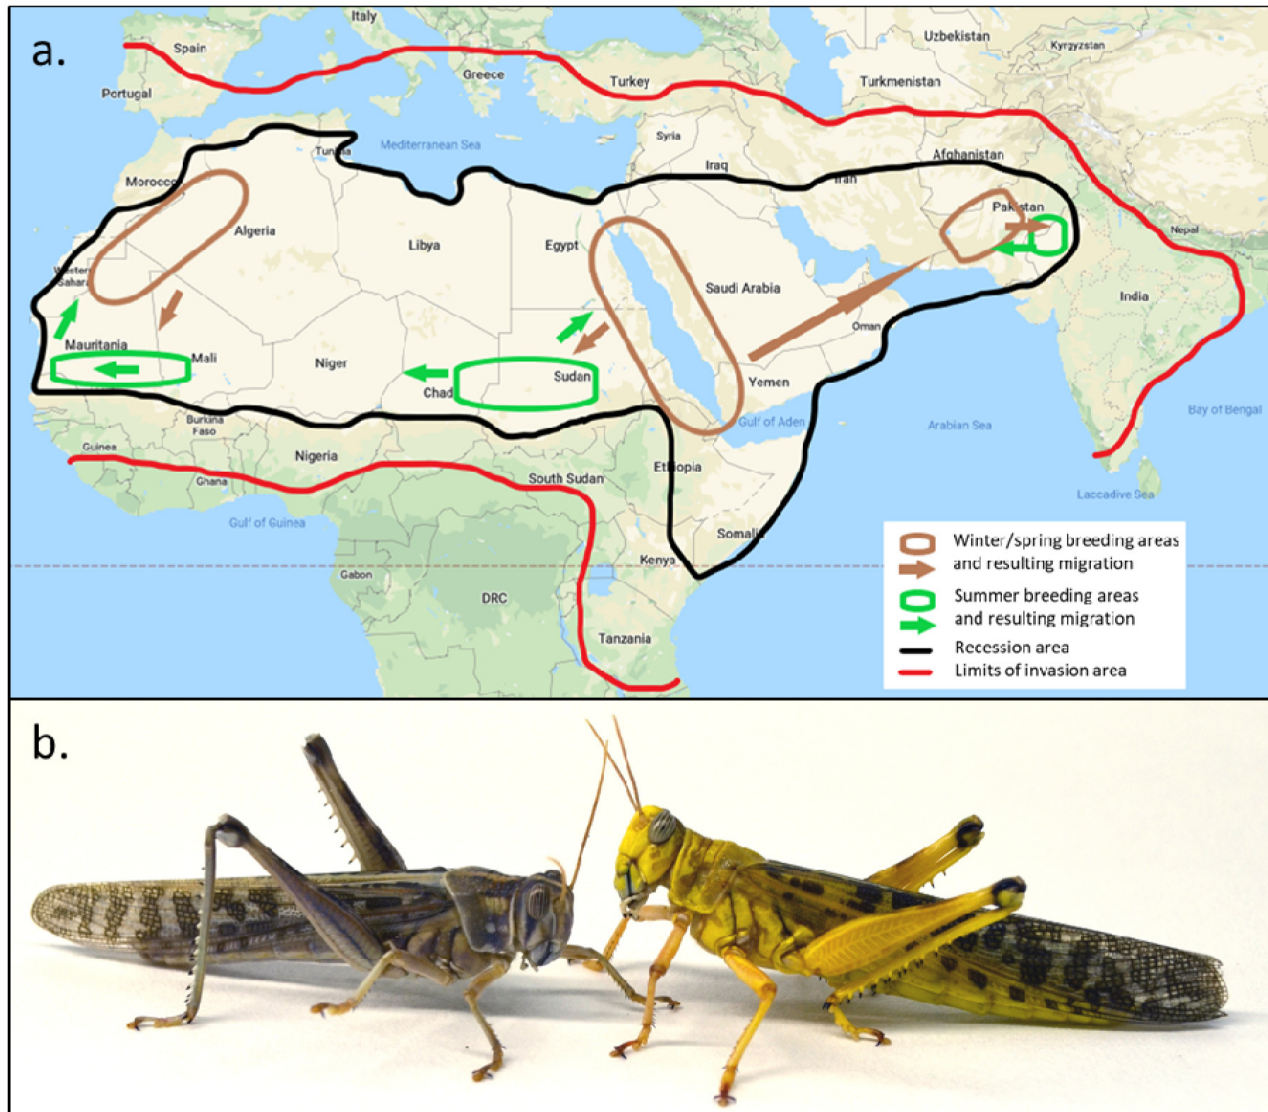 a.
Italy
Uzbekistan
Kyrgyzstan
Spain
Greece
Turkey
Turkmenistan
Portugal
Syria
Mediterranean Sea
Iraq
Afghanistan
Iran
Morocco
Pakistan
Algeria
Libya
Egypt
Nepal
Western
Sahara
Saudi Arabia
India
Oman
Mauritania
Mali
Niger
Chad
Sudan
Yemen
Gulf of Aden
Arabian Sea
Bay of Bengal
Burkina
Faso
Guinea
Nigeria
Ghana
South Sudan
Ethiopia
Laccadive Sea
Gulf of Guinea
Kenya
Gabon
DRC
Tanzania
Winter/spring breeding areas
and resulting migration
Summer breeding areas
and resulting migration
Recession area
Limits of invasion area
b.